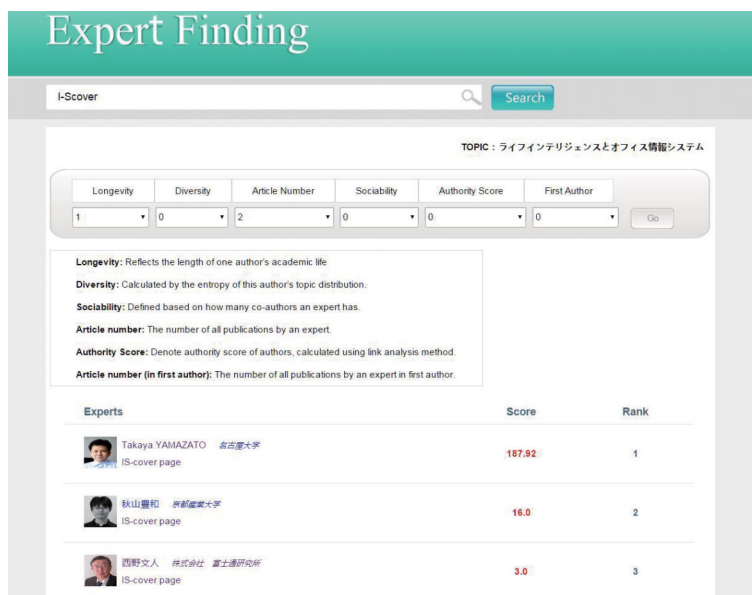 Expert Finding
I-Scover
Search
TOPIC：ライフインテリジェンスとオフィス情報システム
Longevity Diversity Article Number Sociability Authority Score First Author
1 0 2 0 0 0 Go
Longevity: Reflects the length of one author's academic life
Diversity: Calculated by the entropy of this author's topic distribution.
Sociability: Defined based on how many co-authors an expert has.
Article number: The number of all publications by an expert.
Authority Score: Denote authority score of authors, calculated using link analysis method.
Article number (in first author): The number of all publications by an expert in first author.
Experts Score Rank
Takaya YAMAZATO 名古屋大学
IS-cover page
187.92 1
秋山豊和 京都産業大学
IS-cover page
16.0 2
西野文人 株式会社 富士通研究所
IS-cover page
3.0 3